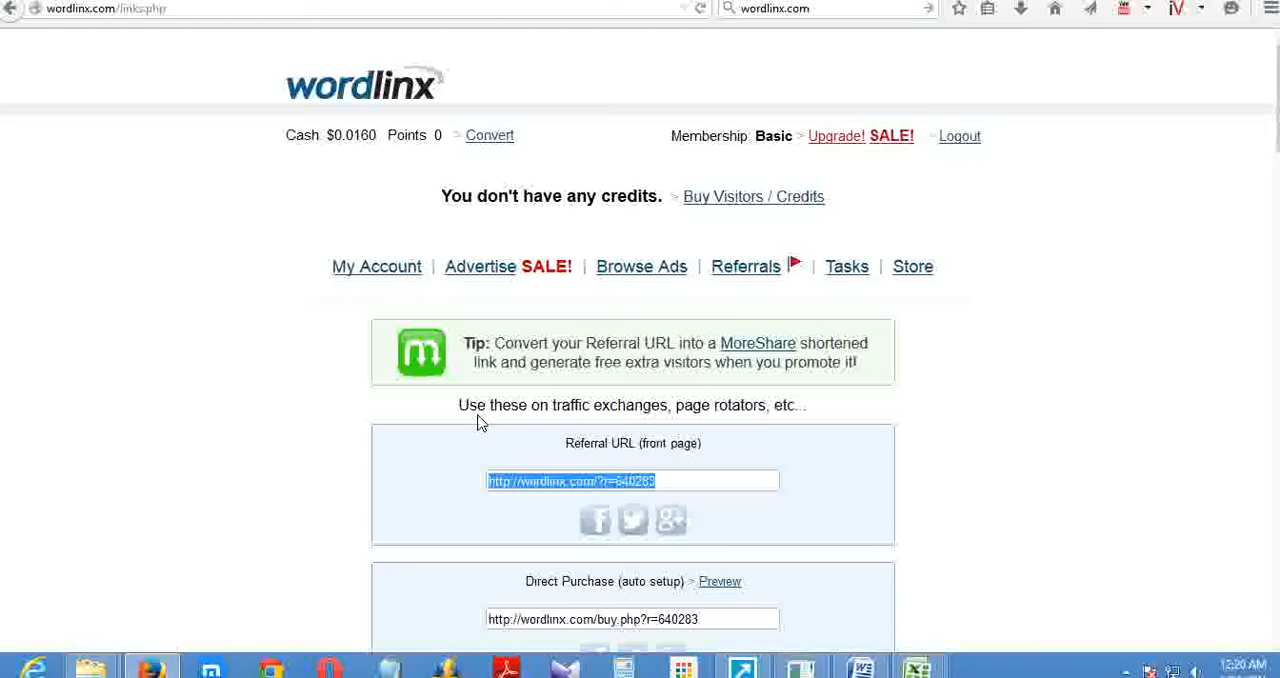 wordlinx.com/links.php
wordlinx.com
wordlinx
Cash $0.0160 Points 0 > Convert
Membership: Basic > Upgrade! SALE! > Logout
You don't have any credits. > Buy Visitors / Credits
My Account | Advertise SALE! | Browse Ads | Referrals | Tasks | Store
Tip: Convert your Referral URL into a MoreShare shortened
link and generate free extra visitors when you promote it!
Use these on traffic exchanges, page rotators, etc...
Referral URL (front page)
http://wordlinx.com/?r=640283
Direct Purchase (auto setup) > Preview
http://wordlinx.com/buy.php?r=640283
12:20 AM